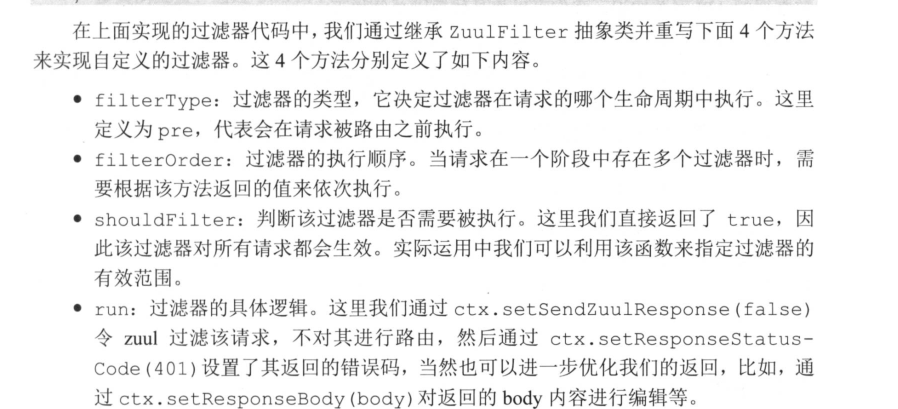 在上面实现的过滤器代码中，我们通过继承 ZuulFilter 抽象类并重写下面 4 个方法
来实现自定义的过滤器。这 4 个方法分别定义了如下内容。
● filterType：过滤器的类型，它决定过滤器在请求的哪个生命周期中执行。这里
定义为 pre，代表会在请求被路由之前执行。
● filterOrder：过滤器的执行顺序。当请求在一个阶段中存在多个过滤器时，需
要根据该方法返回的值来依次执行。
● shouldFilter：判断该过滤器是否需要被执行。这里我们直接返回了 true，因
此该过滤器对所有请求都会生效。实际运用中我们可以利用该函数来指定过滤器的
有效范围。
● run：过滤器的具体逻辑。这里我们通过 ctx.setSendZuulResponse(false)
令 zuul 过滤该请求，不对其进行路由，然后通过 ctx.setResponseStatus-
Code(401)设置了其返回的错误码，当然也可以进一步优化我们的返回，比如，通
过 ctx.setResponseBody(body)对返回的 body 内容进行编辑等。